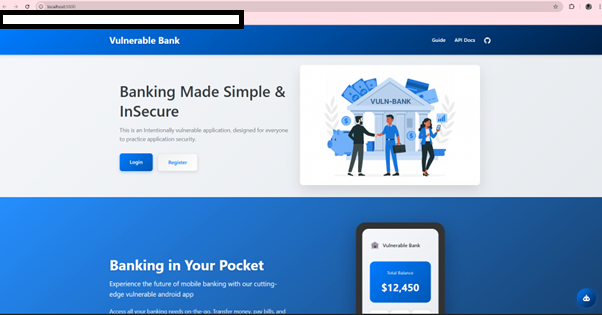 localhost:5000
Vulnerable Bank
Guide
API Docs
Banking Made Simple &
InSecure
This is an Intentionally vulnerable application, designed for everyone
to practice application security.
Login
Register
VULN-BANK
Banking in Your Pocket
Experience the future of mobile banking with our cutting-
edge vulnerable android app
Access all your banking needs on-the-go. Transfer money, pay bills, and
Vulnerable Bank
Total Balance
$12,450